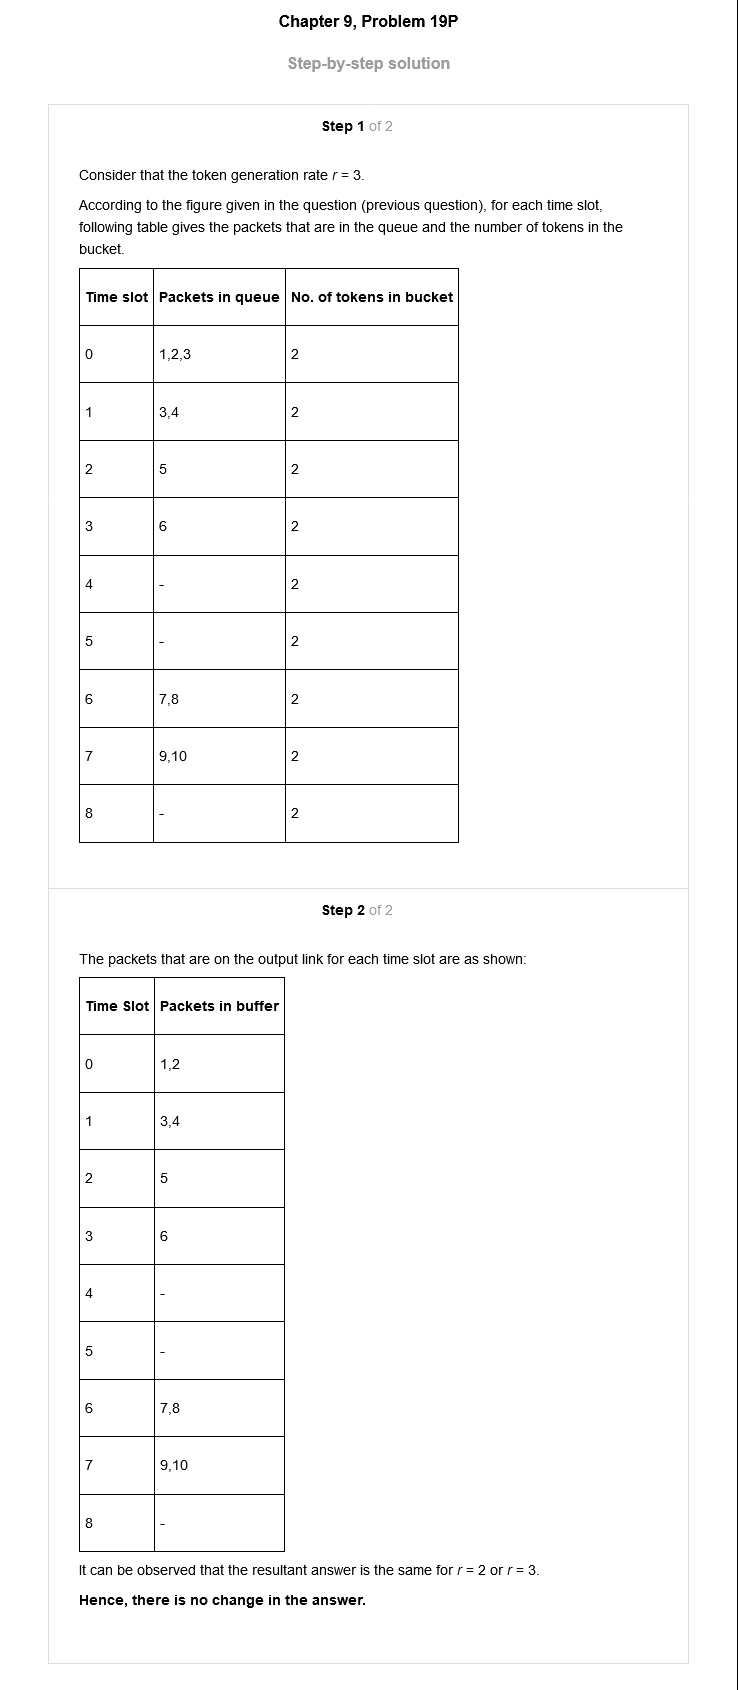 Chapter 9, Problem 19P
Step-by-step solution
Step 1 of 2
Consider that the token generation rate r = 3.
According to the figure given in the question (previous question), for each time slot,
following table gives the packets that are in the queue and the number of tokens in the
bucket.
Time slot Packets in queue No. of tokens in bucket
0 1,2,3 2
1 3,4 2
2 5 2
3 6 2
4 - 2
5 - 2
6 7,8 2
7 9,10 2
8 - 2
Step 2 of 2
The packets that are on the output link for each time slot are as shown:
Time Slot Packets in buffer
0 1,2
1 3,4
2 5
3 6
4 -
5 -
6 7,8
7 9,10
8 -
It can be observed that the resultant answer is the same for r = 2 or r = 3.
Hence, there is no change in the answer.